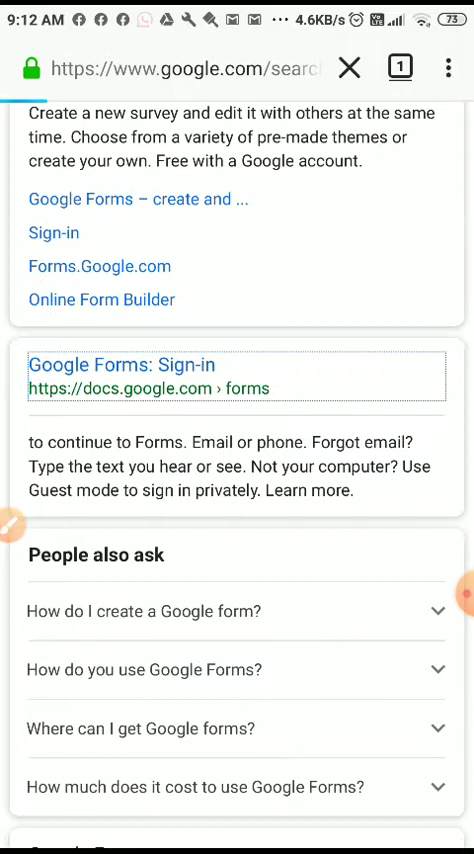 9:12 AM ... 4.6KB/s 73
https://www.google.com/searc
1
Create a new survey and edit it with others at the same
time. Choose from a variety of pre-made themes or
create your own. Free with a Google account.
Google Forms – create and ...
Sign-in
Forms.Google.com
Online Form Builder
Google Forms: Sign-in
https://docs.google.com › forms
to continue to Forms. Email or phone. Forgot email?
Type the text you hear or see. Not your computer? Use
Guest mode to sign in privately. Learn more.
People also ask
How do I create a Google form?
How do you use Google Forms?
Where can I get Google forms?
How much does it cost to use Google Forms?